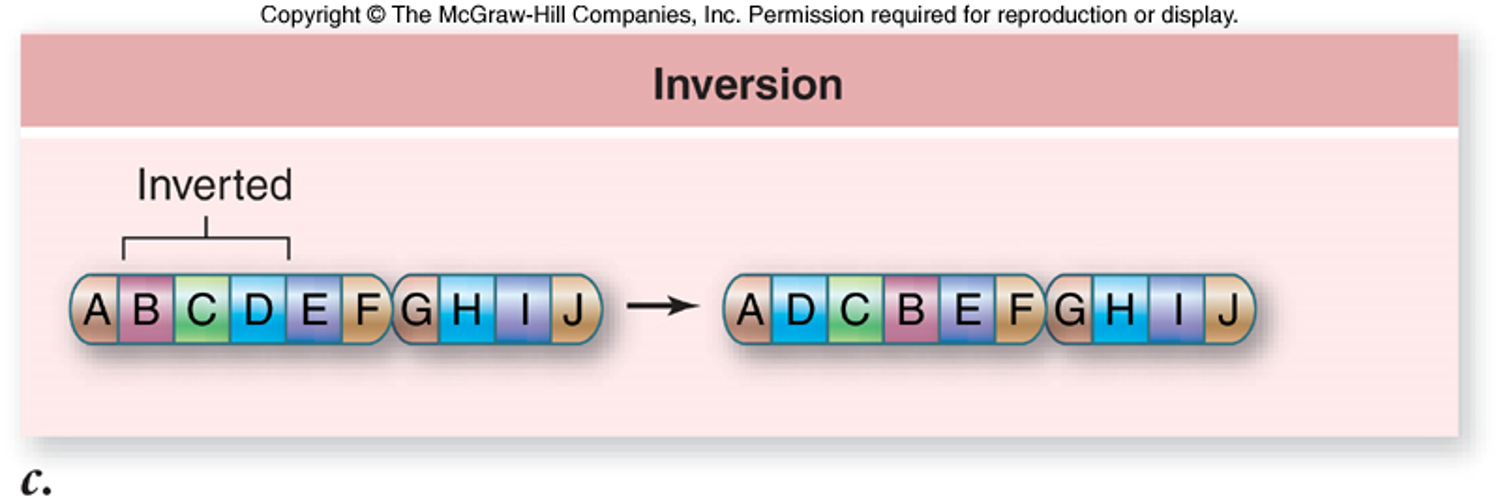 Copyright © The McGraw-Hill Companies, Inc. Permission required for reproduction or display.
Inversion
Inverted
A B C D E F G H I J A D C B E F G H I J
c.